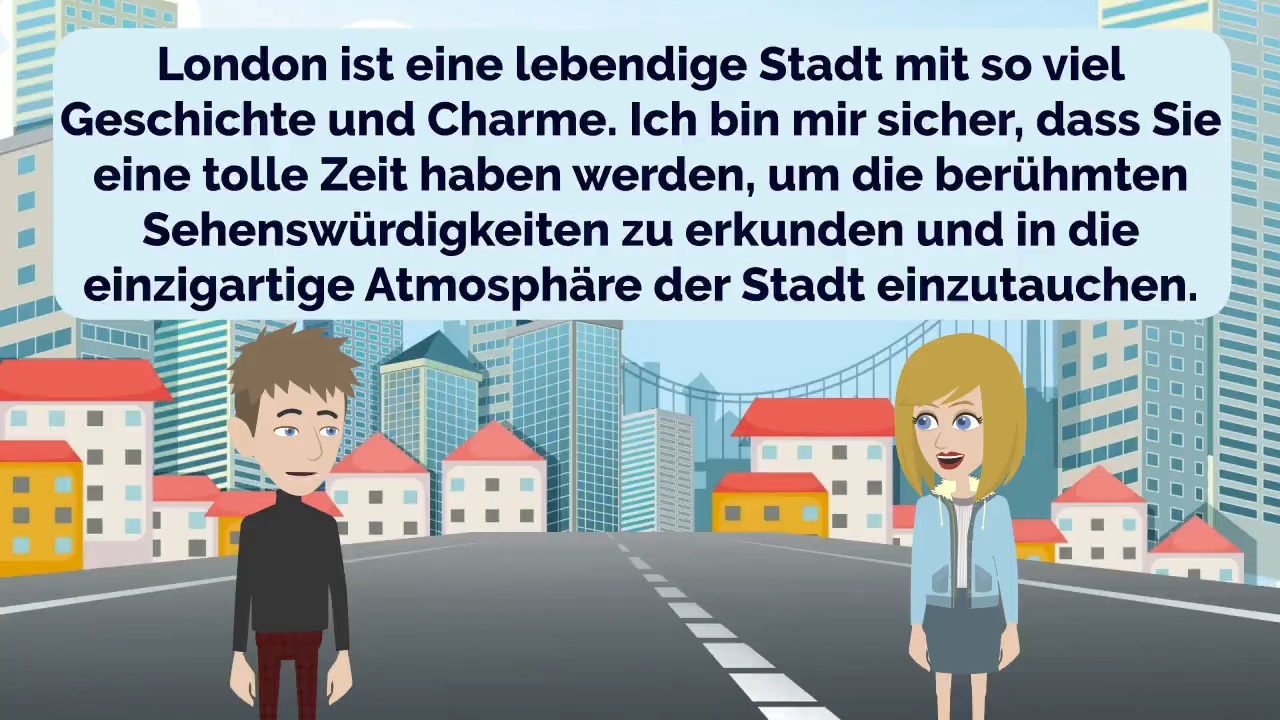 London ist eine lebendige Stadt mit so viel
Geschichte und Charme. Ich bin mir sicher, dass Sie
eine tolle Zeit haben werden, um die berühmten
Sehenswürdigkeiten zu erkunden und in die
einzigartige Atmosphäre der Stadt einzutauchen.